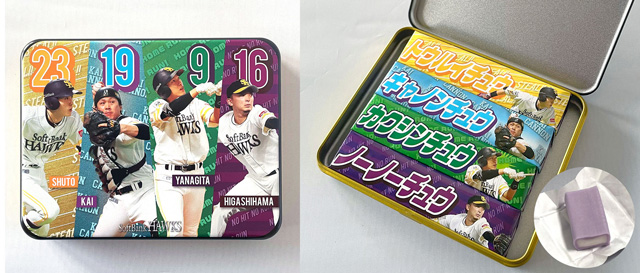 23
19
9
16
SHUTO
KAI
YANAGITA
HIGASHIHAMA
SoftBank HAWKS
トウルイチュウ
キャノンチュウ
カクシンチュウ
ノーノーチュウ